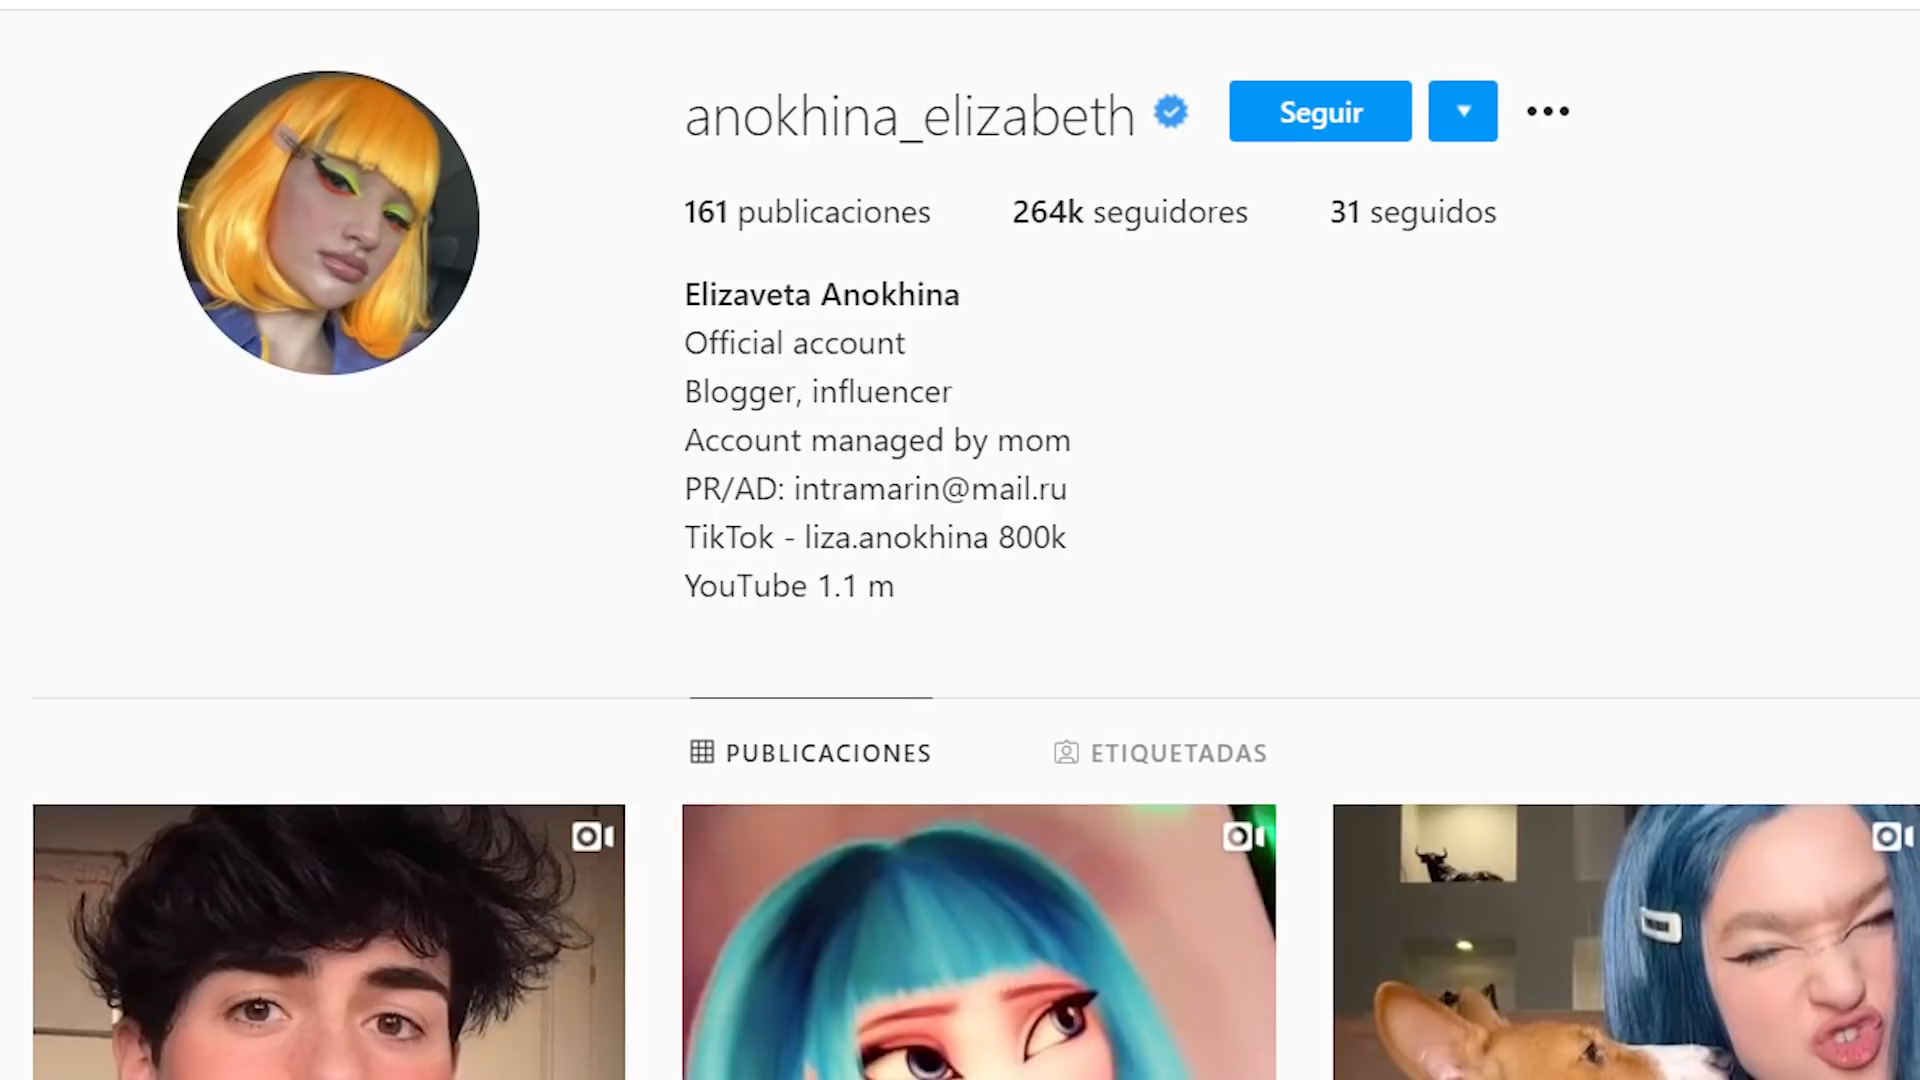 anokhina_elizabeth Seguir
161 publicaciones 264k seguidores 31 seguidos
Elizaveta Anokhina
Official account
Blogger, influencer
Account managed by mom
PR/AD: intramarin@mail.ru
TikTok - liza.anokhina 800k
YouTube 1.1 m
PUBLICACIONES ETIQUETADAS